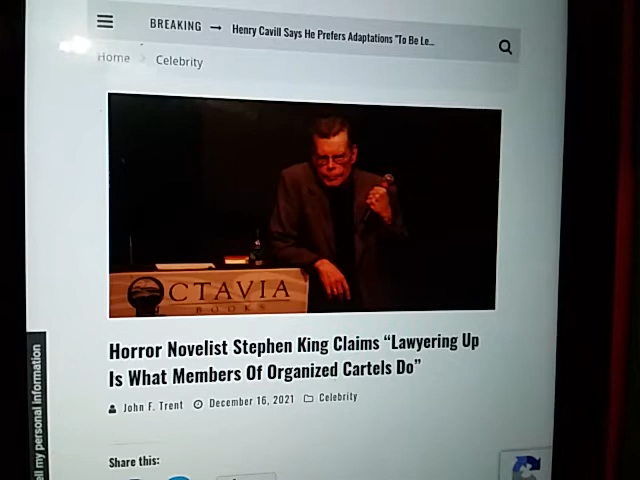 BREAKING → Henry Cavill Says He Prefers Adaptations "To Be Le...
Home > Celebrity
OCTAVIA
BOOKS
Horror Novelist Stephen King Claims “Lawyering Up
Is What Members Of Organized Cartels Do”
John F. Trent December 16, 2021 Celebrity
Share this:
ell my personal information